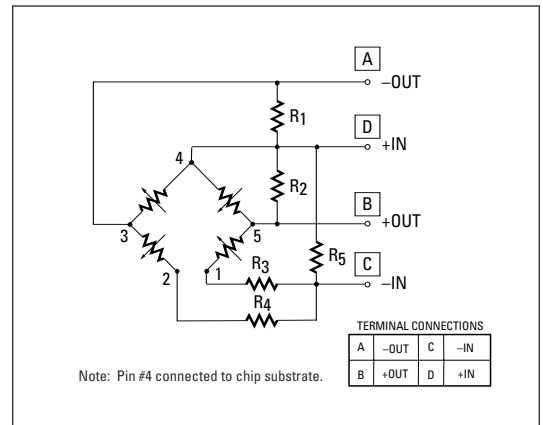 A
–OUT
R1
D
+IN
4
R2
B
+OUT
3
5
R5
C
2
1
R3
–IN
R4
TERMINAL CONNECTIONS
A –OUT C –IN
B +OUT D +IN
Note: Pin #4 connected to chip substrate.